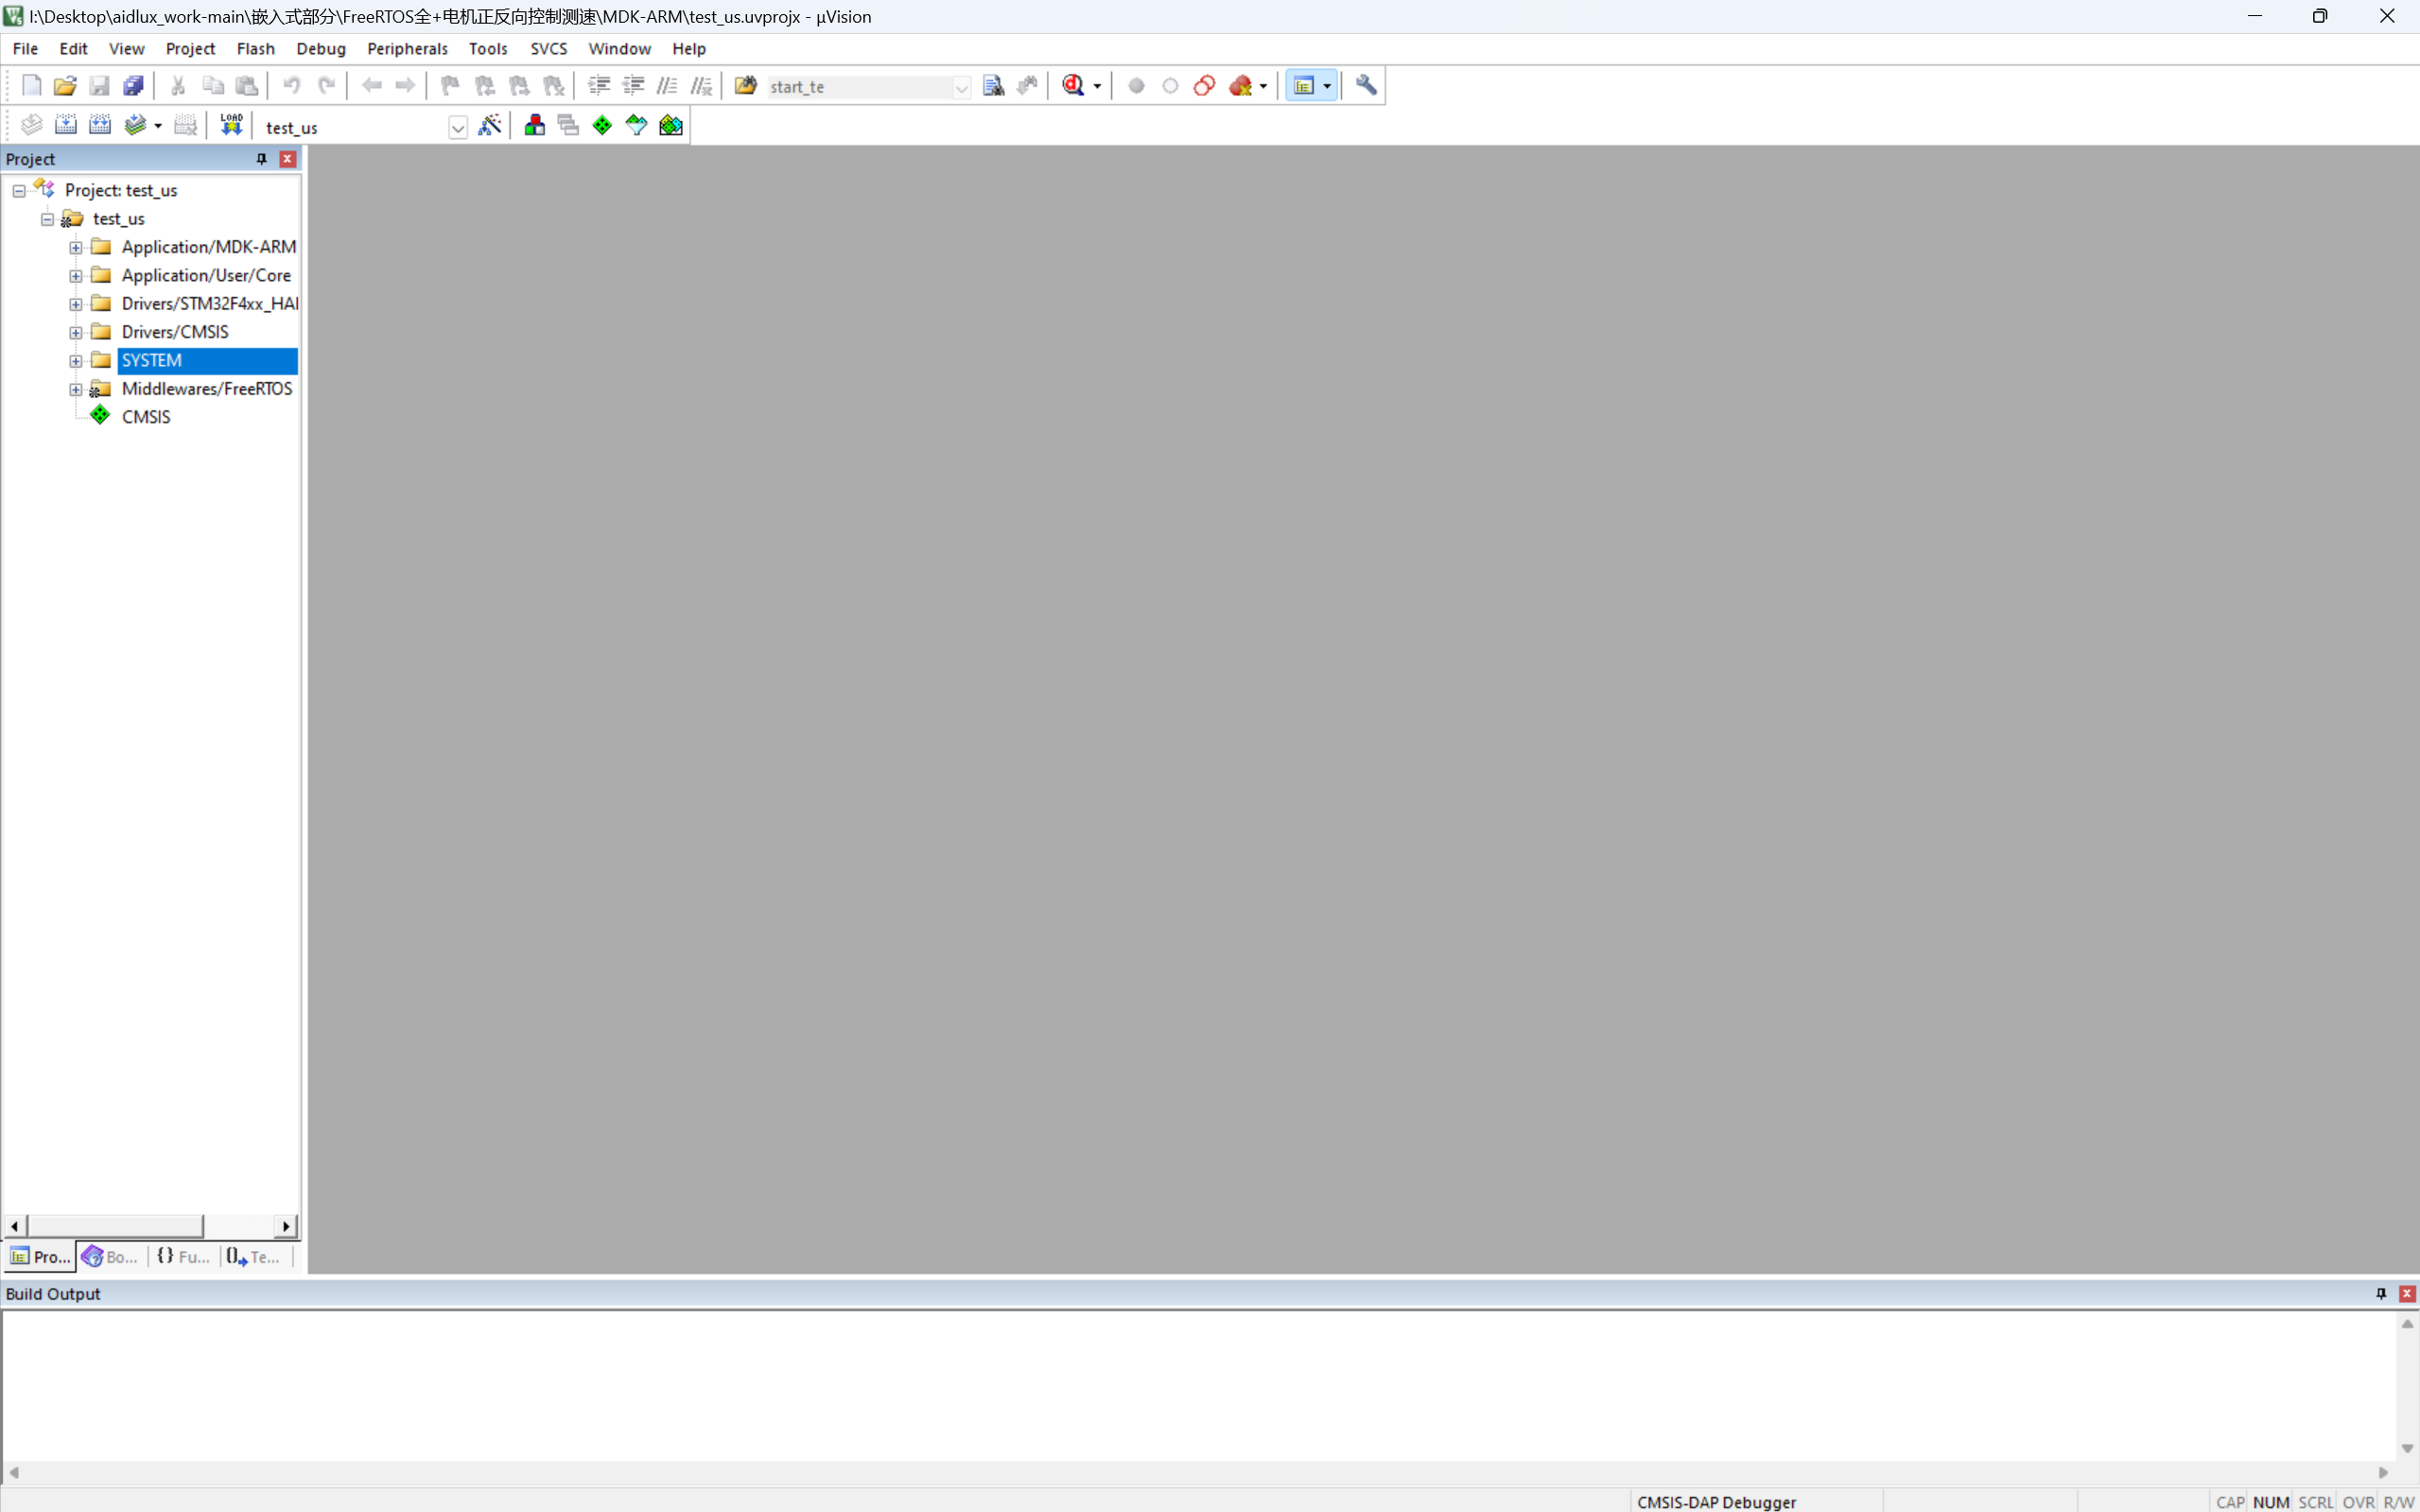 I:\Desktop\aidlux_work-main\嵌入式部分\FreeRTOS全+电机正反向控制测速\MDK-ARM\test_us.uvprojx - µVision
File Edit View Project Flash Debug Peripherals Tools SVCS Window Help
start_te
LOAD test_us
Project
Project: test_us
test_us
Application/MDK-ARM
Application/User/Core
Drivers/STM32F4xx_HAL
Drivers/CMSIS
SYSTEM
Middlewares/FreeRTOS
CMSIS
Pro... Bo... {} Fu... Te...
Build Output
CMSIS-DAP Debugger CAP NUM SCRL OVR R/W